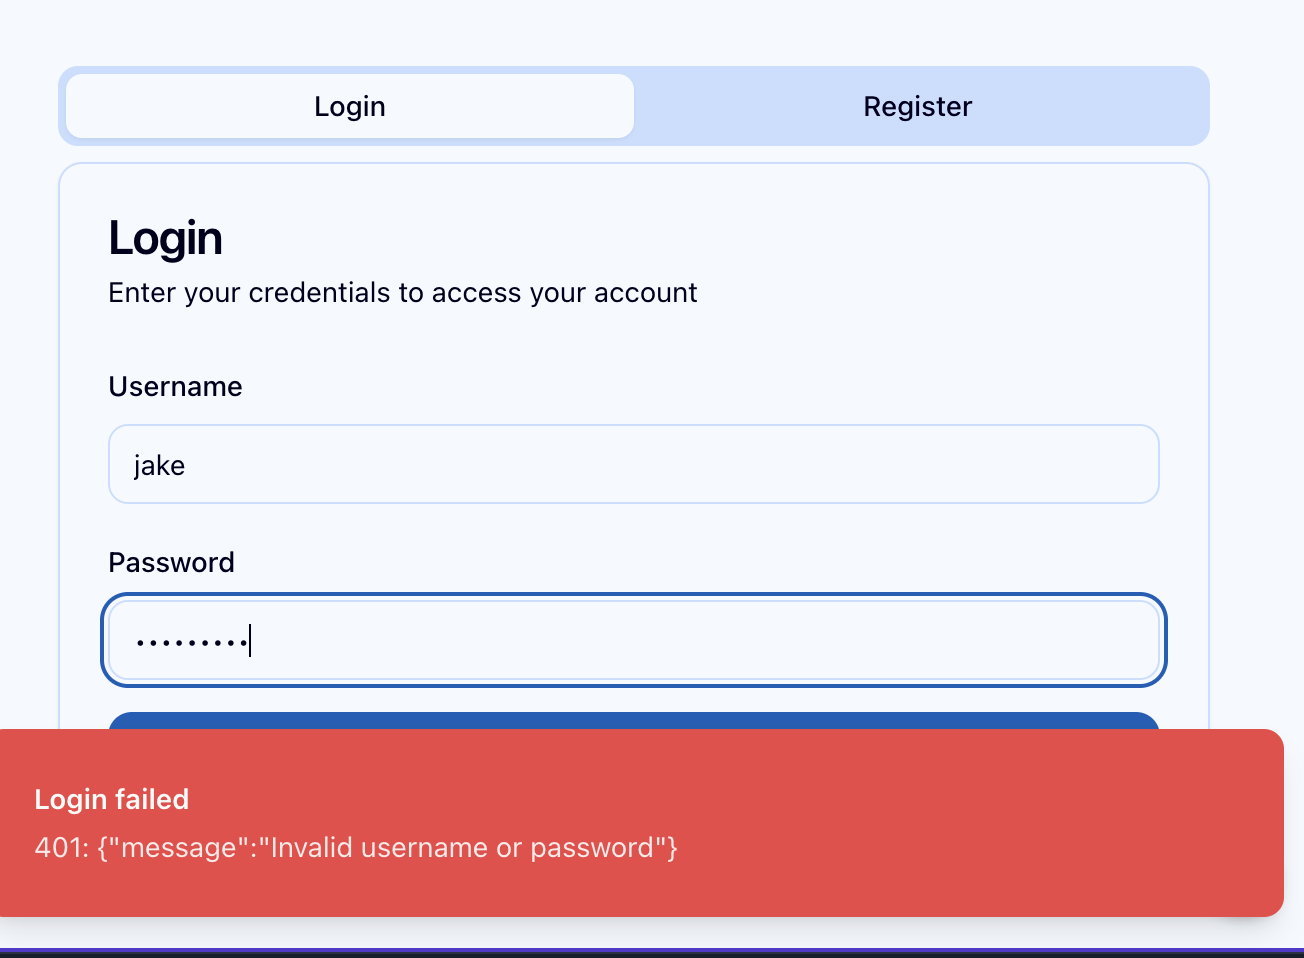 Login
Register
Login
Enter your credentials to access your account
Username
jake
Password
•••••••••
Login failed
401: {"message":"Invalid username or password"}